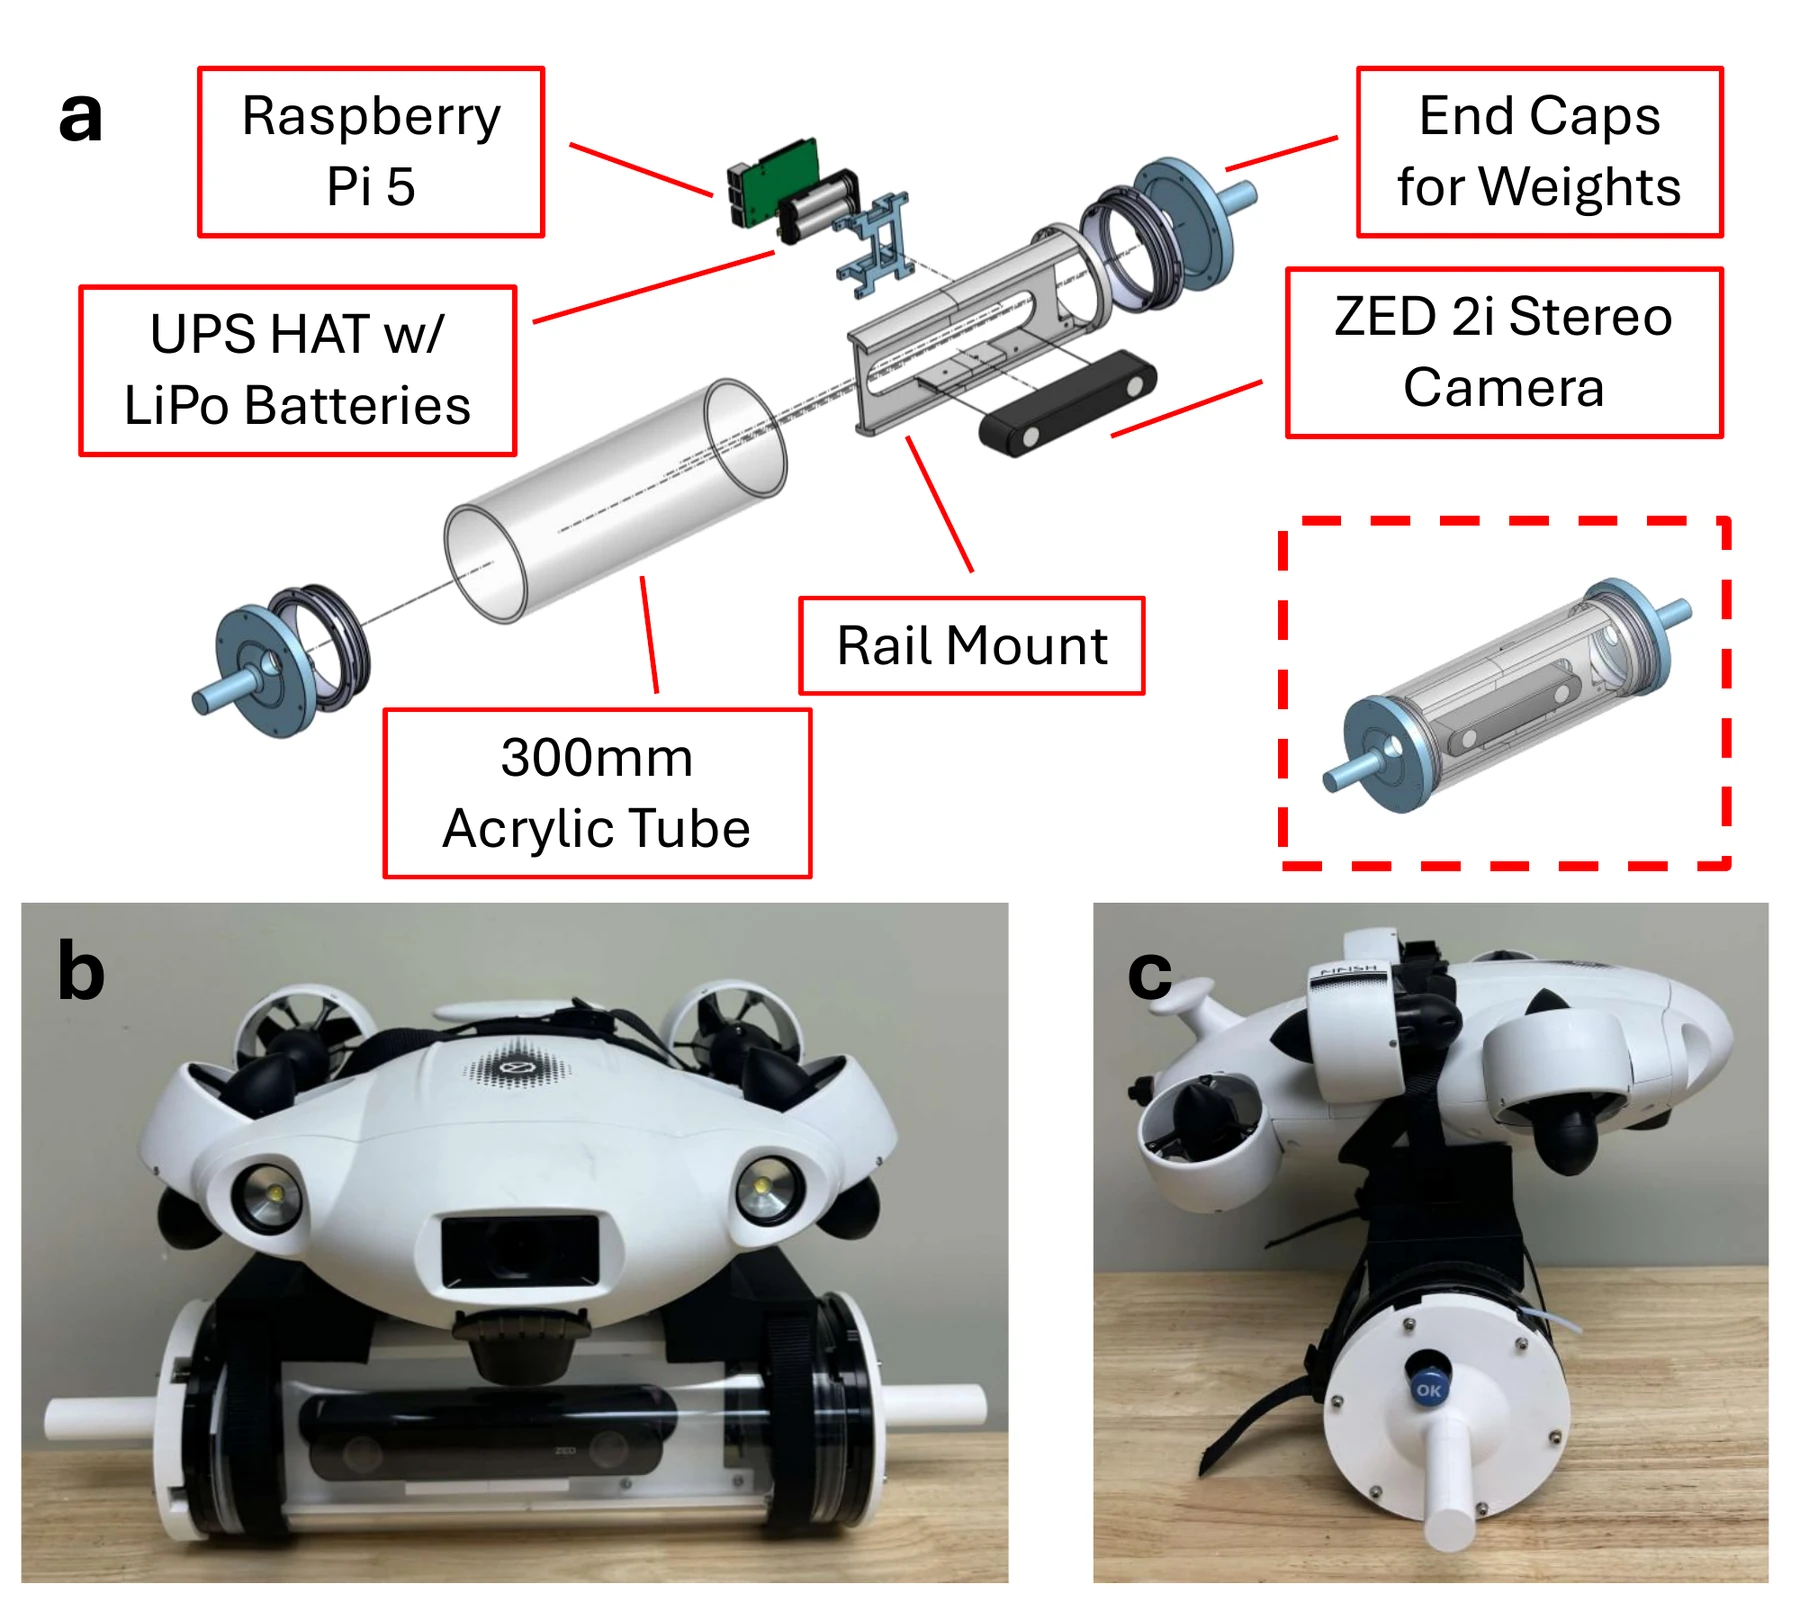 a
Raspberry
Pi 5
End Caps
for Weights
UPS HAT w/
LiPo Batteries
ZED 2i Stereo
Camera
Rail Mount
300mm
Acrylic Tube
b
ZED
c
OK